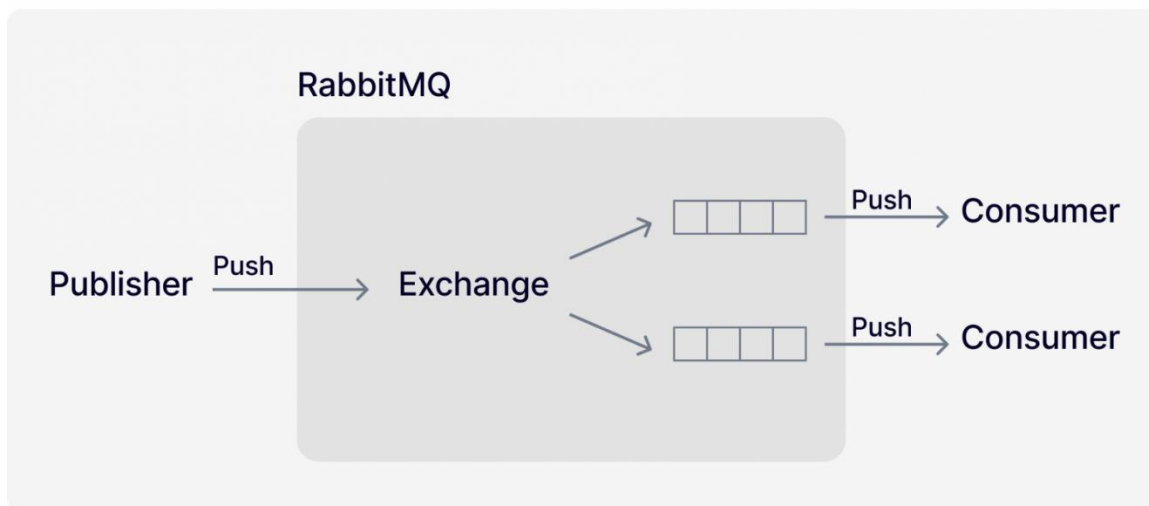 RabbitMQ
Push
Consumer
Publisher
Push
Exchange
Push
Consumer